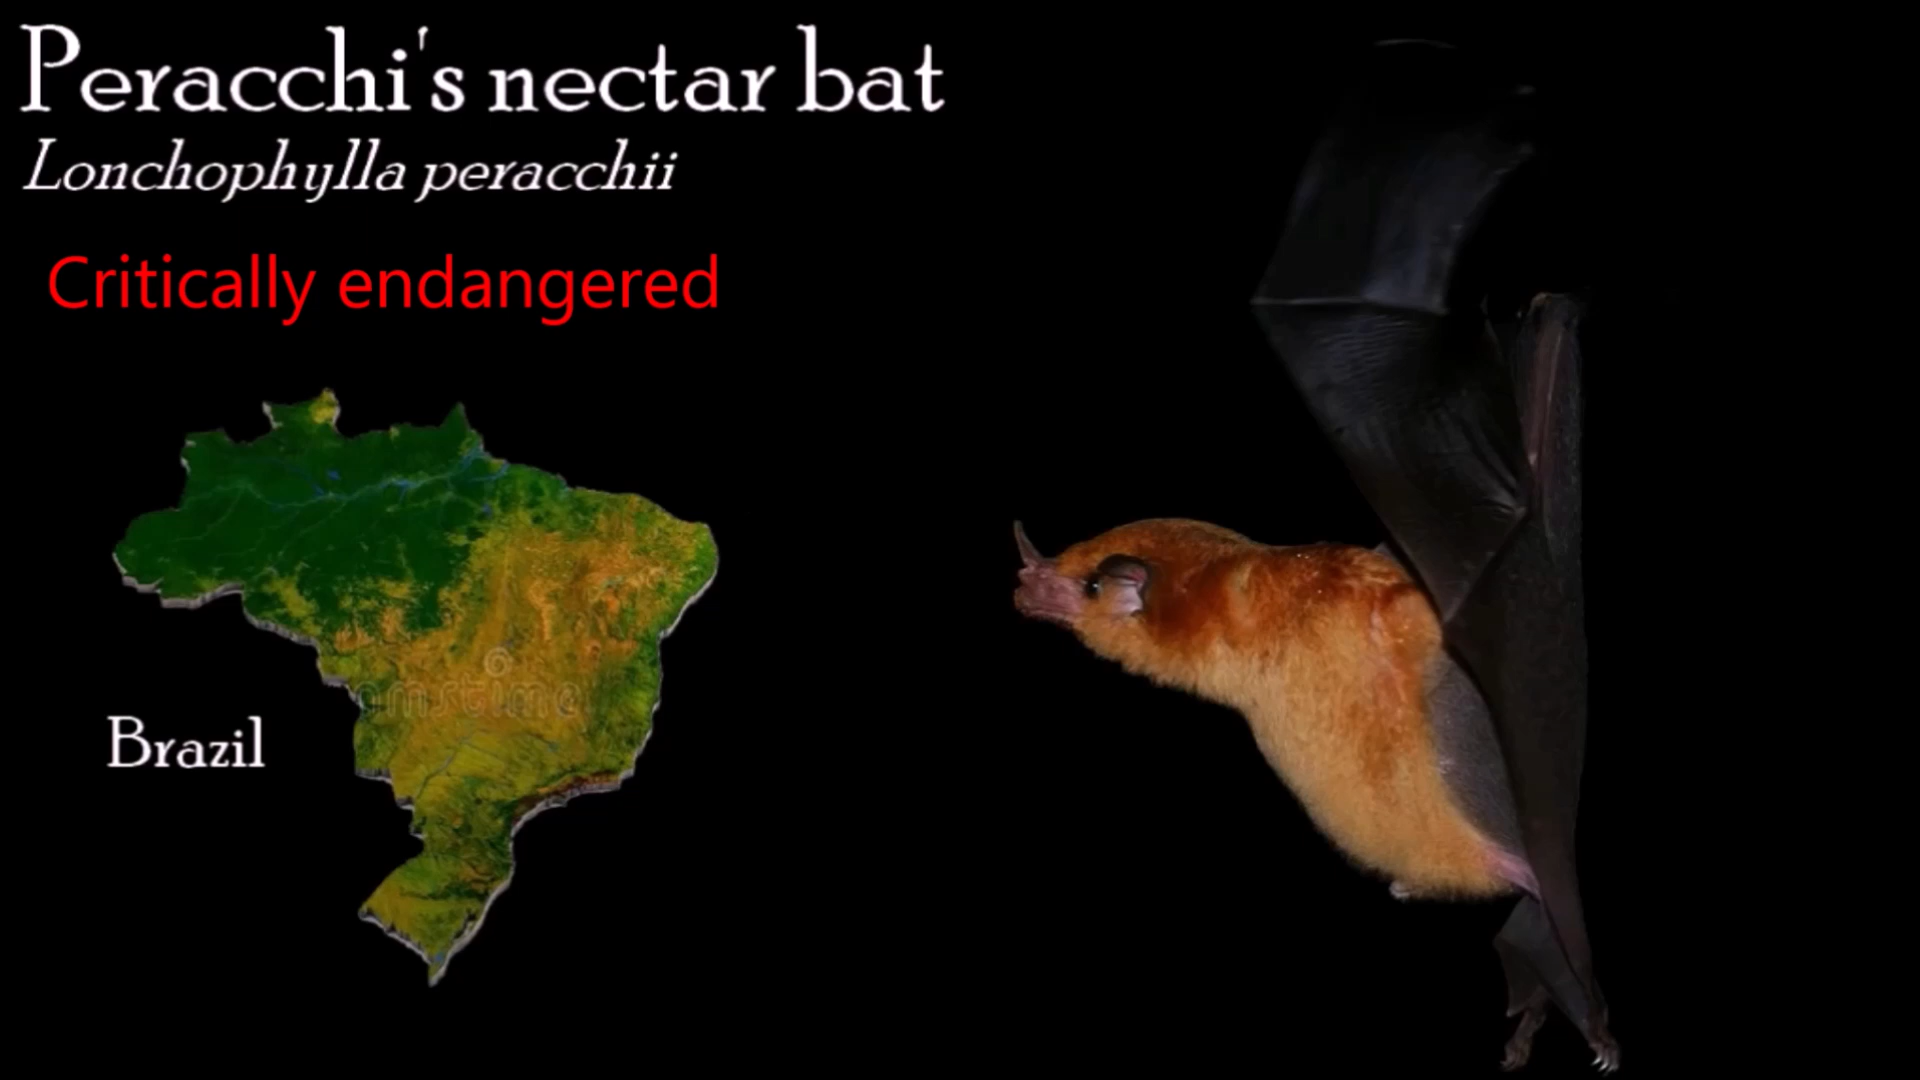 Peracchi's nectar bat
Lonchophylla peracchii
Critically endangered
Brazil